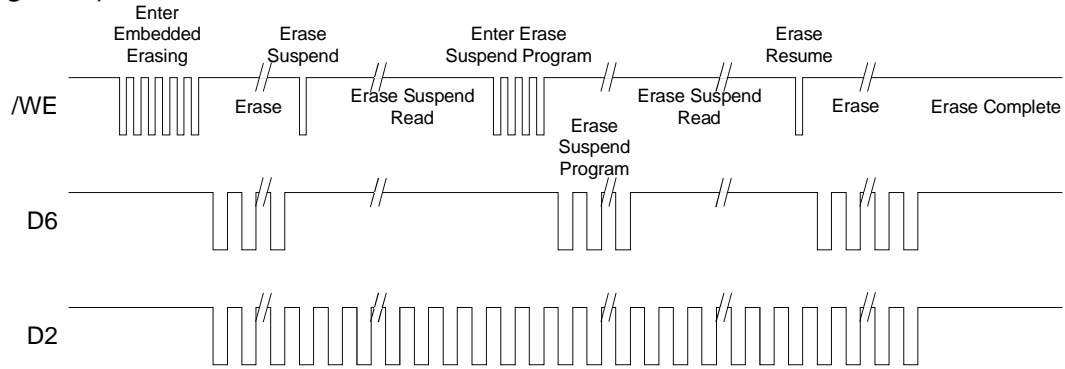 Enter
Embedded
Erasing
Erase
Suspend
Enter Erase
Suspend Program
Erase
Resume
/WE
Erase
Erase Suspend
Read
Erase
Suspend
Program
Erase Suspend
Read
Erase
Erase Complete
D6
D2